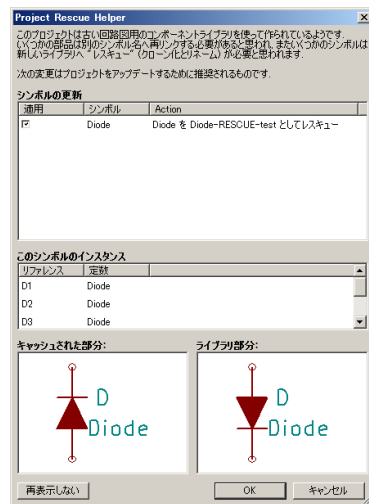 Project Rescue Helper
このプロジェクトは古い回路図用のコンポーネントライブラリを使って作られているようです.
いくつかの部品は別のシンボル名へ再リンクする必要があると思われ, またいくつかのシンボルは
新しいライブラリへ "レスキュー" (クローン化とリネーム) が必要と思われます.
次の変更はプロジェクトをアップデートするために推奨されるものです.
シンボルの更新
適用 シンボル Action
Diode Diode を Diode-RESCUE-test としてレスキュー
このシンボルのインスタンス
リファレンス 定数
D1 Diode
D2 Diode
D3 Diode
キャッシュされた部分: ライブラリ部分:
D D
Diode Diode
再表示しない OK キャンセル